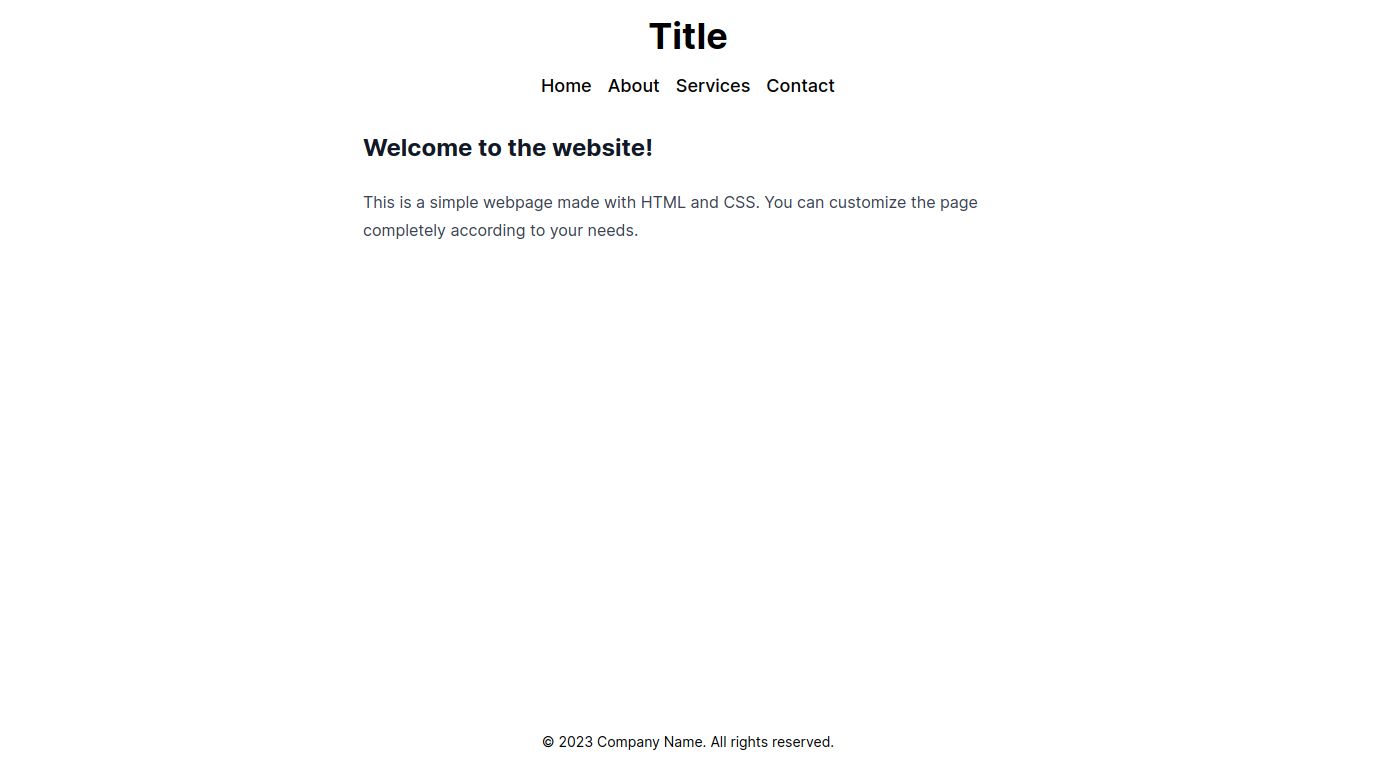 Title
Home About Services Contact
Welcome to the website!
This is a simple webpage made with HTML and CSS. You can customize the page
completely according to your needs.
© 2023 Company Name. All rights reserved.